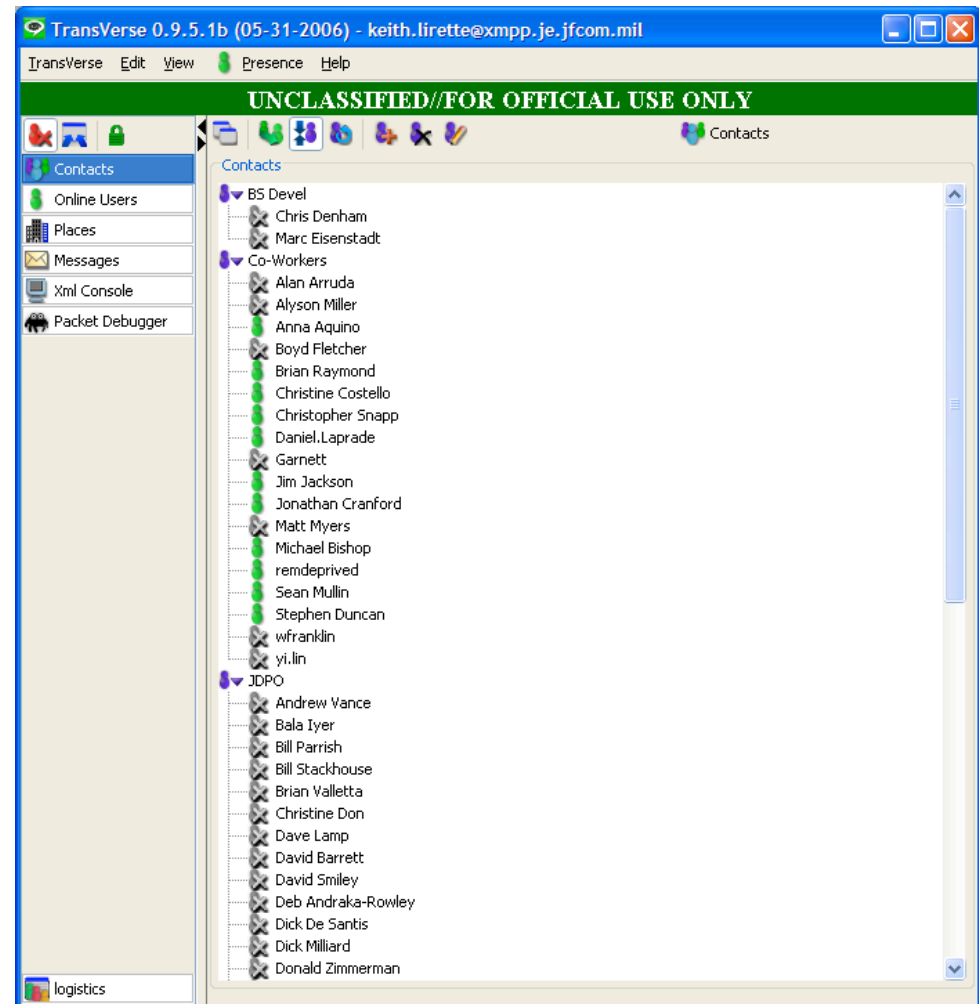 TransVerse 0.9.5.1b (05-31-2006) - keith.lirette@xmpp.je.jfcom.mil
TransVerse Edit View Presence Help
UNCLASSIFIED//FOR OFFICIAL USE ONLY
Contacts
Contacts
Online Users
Places
Messages
Xml Console
Packet Debugger
logistics
Contacts
BS Devel
Chris Denham
Marc Eisenstadt
Co-Workers
Alan Arruda
Alyson Miller
Anna Aquino
Boyd Fletcher
Brian Raymond
Christine Costello
Christopher Snapp
Daniel.Laprade
Garnett
Jim Jackson
Jonathan Cranford
Matt Myers
Michael Bishop
remdeprived
Sean Mullin
Stephen Duncan
wfranklin
yi.lin
JDPO
Andrew Vance
Bala Iyer
Bill Parrish
Bill Stackhouse
Brian Valletta
Christine Don
Dave Lamp
David Barrett
David Smiley
Deb Andraka-Rowley
Dick De Santis
Dick Milliard
Donald Zimmerman